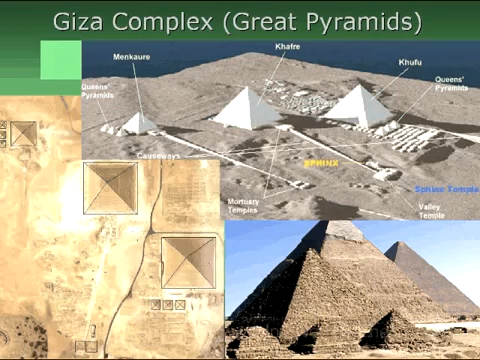 Giza Complex (Great Pyramids)
Khafre
Menkaure
Khufu
Queens'
Pyramids
Queens'
Pyramids
Causeways
SPHINX
Sphinx Temple
Mortuary
Temples
Valley
Temple